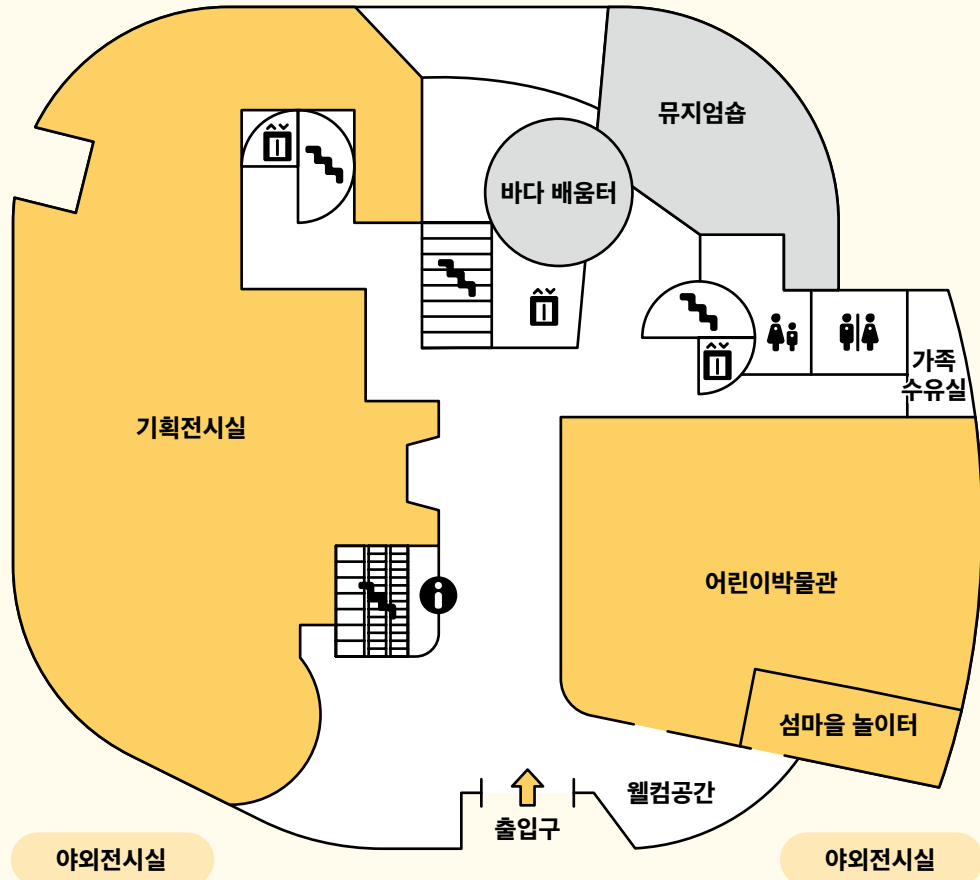 뮤지엄숍
바다 배움터
가족
수유실
기획전시실
어린이박물관
섬마을 놀이터
웰컴공간
출입구
야외전시실
야외전시실